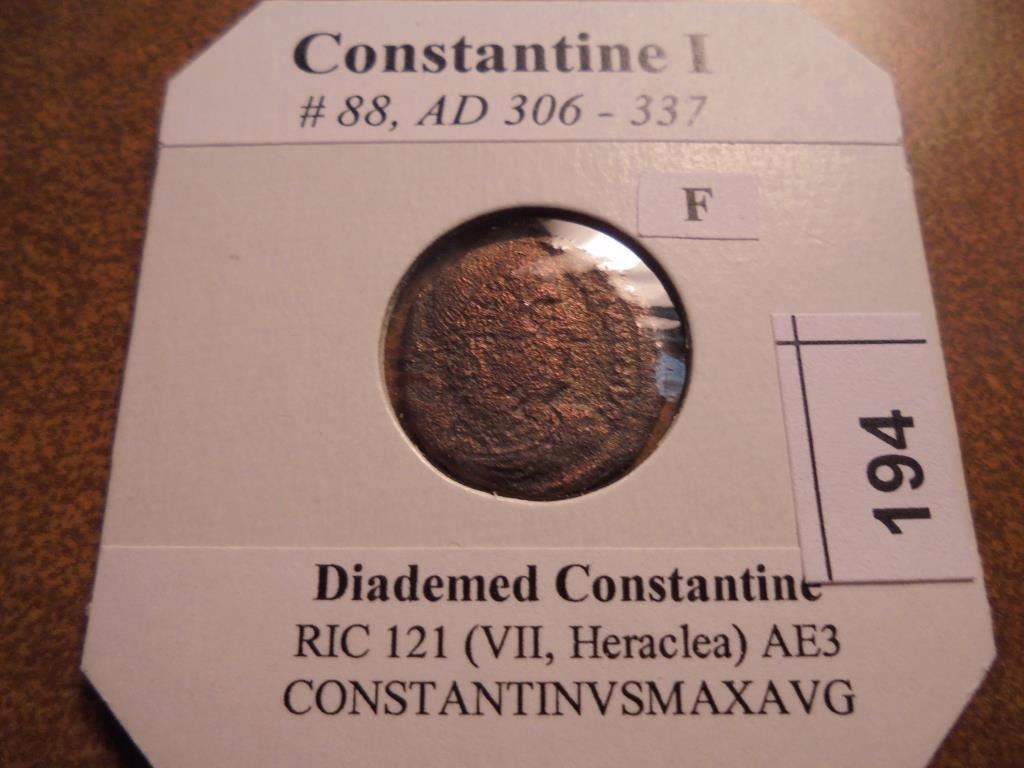 Constantine I
# 88, AD 306 - 337
F
194
Diademed Constantine
RIC 121 (VII, Heraclea) AE3
CONSTANTINVSMAXAVG